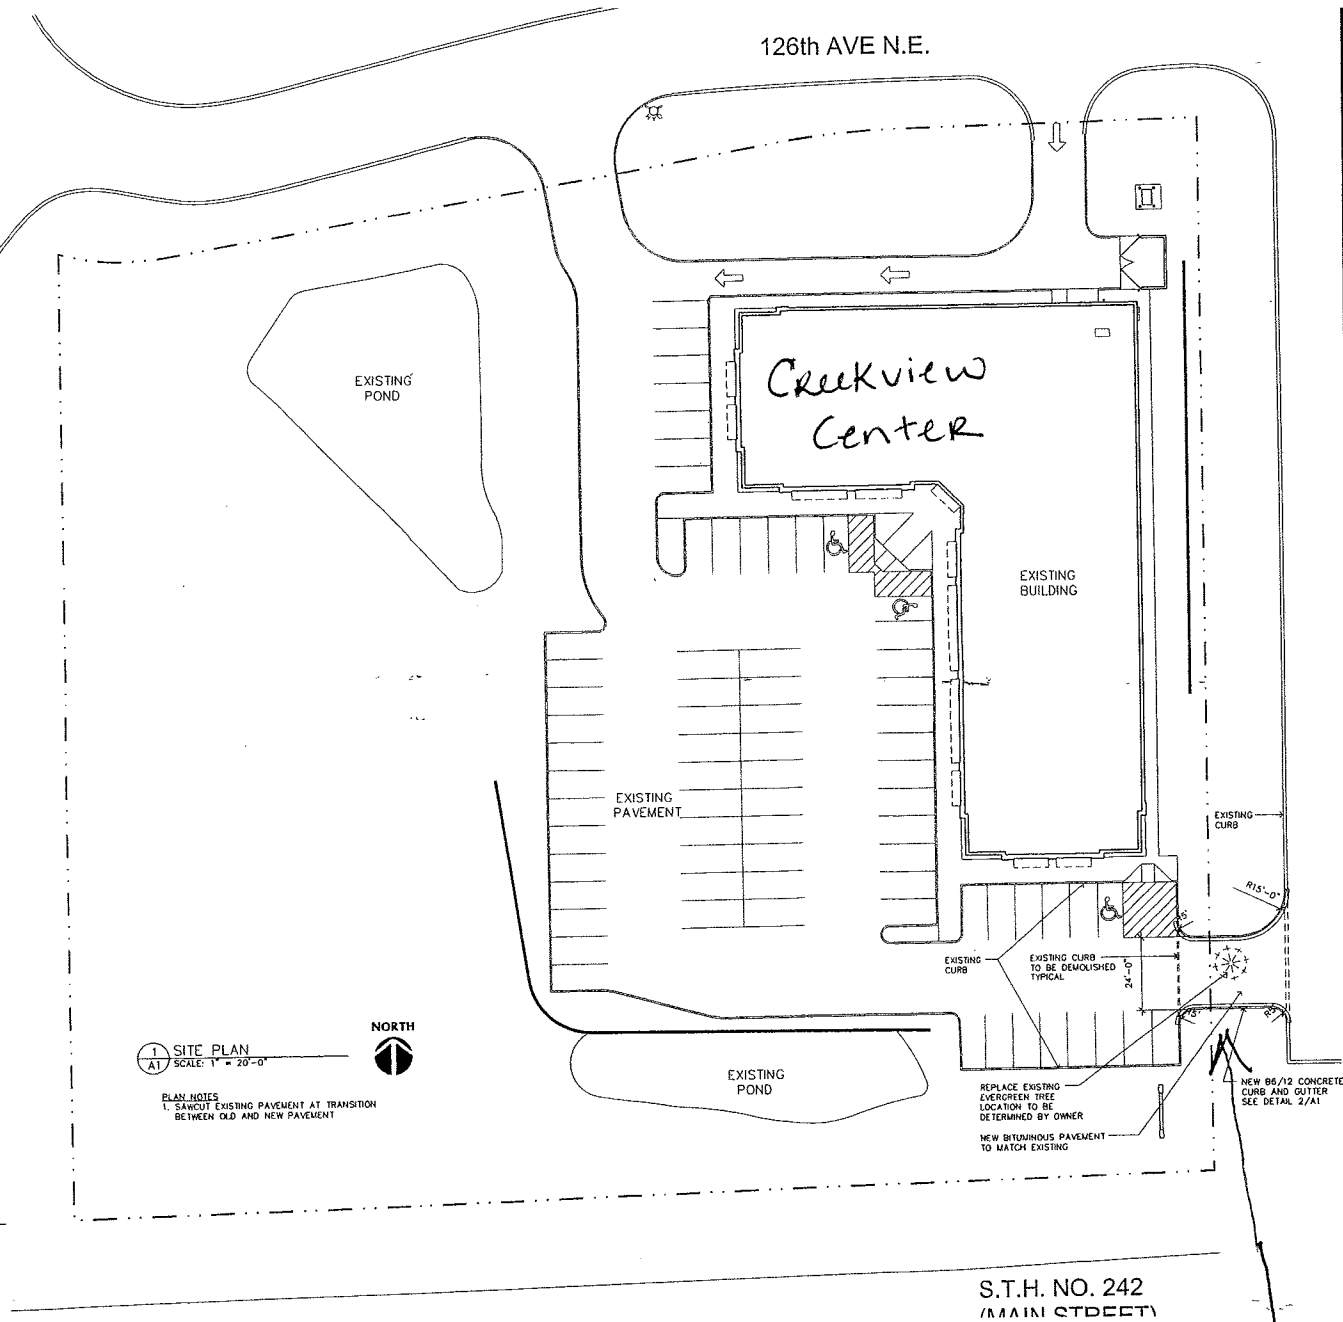 126th AVE N.E.
EXISTING
POND
Creekview
Center
EXISTING
BUILDING
EXISTING
PAVEMENT
EXISTING
CURB
R15'-0"
5'
EXISTING
CURB
EXISTING CURB
TO BE DEMOLISHED
TYPICAL
24'-0"
R5'
NORTH
1
A1
SITE PLAN
SCALE: 1" = 20'-0"
PLAN NOTES
1. SAWCUT EXISTING PAVEMENT AT TRANSITION
BETWEEN OLD AND NEW PAVEMENT
EXISTING
POND
REPLACE EXISTING
EVERGREEN TREE
LOCATION TO BE
DETERMINED BY OWNER
NEW BITUMINOUS PAVEMENT
TO MATCH EXISTING
NEW B6/12 CONCRETE
CURB AND GUTTER
SEE DETAIL 2/A1
S.T.H. NO. 242
(MAIN STREET)